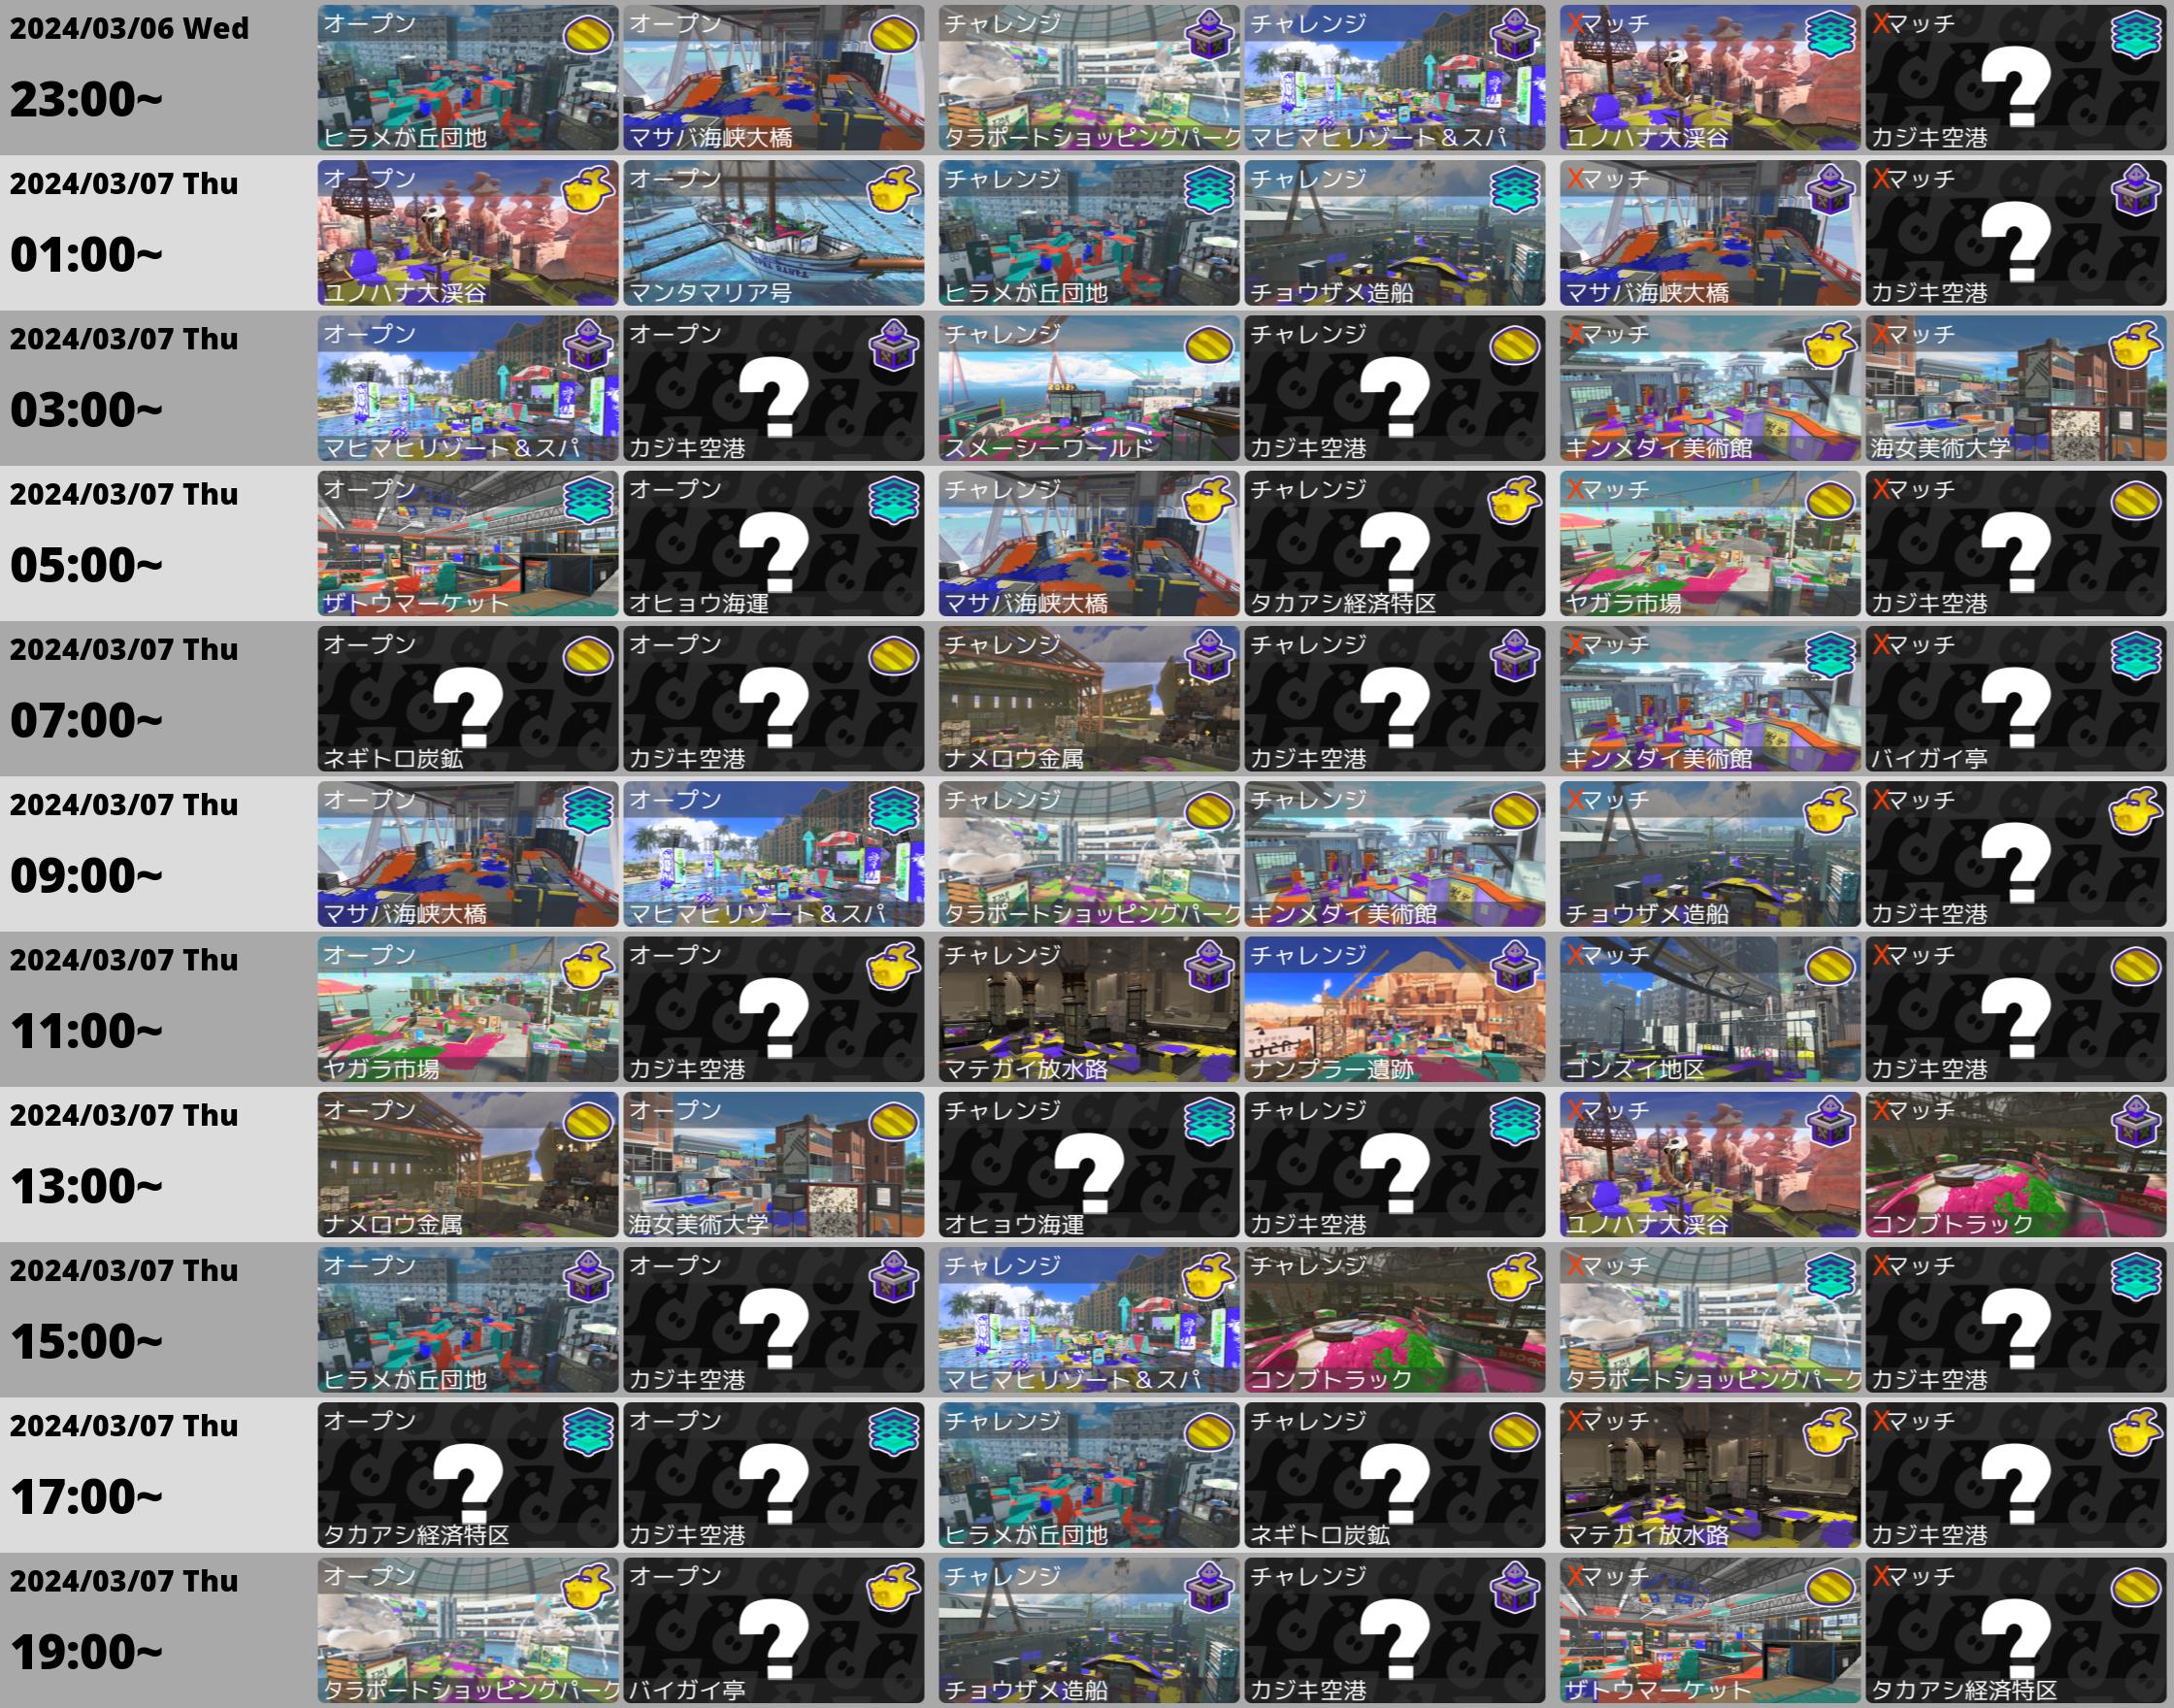 2024/03/06 Wed
23:00~
オープン
ヒラメが丘団地
オープン
マサバ海峡大橋
チャレンジ
タラポートショッピングパーク
チャレンジ
マヒマヒリゾート＆スパ
Xマッチ
ユノハナ大渓谷
Xマッチ
カジキ空港
2024/03/07 Thu
01:00~
オープン
ユノハナ大渓谷
オープン
マンタマリア号
チャレンジ
ヒラメが丘団地
チャレンジ
チョウザメ造船
Xマッチ
マサバ海峡大橋
Xマッチ
カジキ空港
2024/03/07 Thu
03:00~
オープン
マヒマヒリゾート＆スパ
オープン
カジキ空港
チャレンジ
スメーシーワールド
チャレンジ
カジキ空港
Xマッチ
キンメダイ美術館
Xマッチ
海女美術大学
2024/03/07 Thu
05:00~
オープン
ザトウマーケット
オープン
オヒョウ海運
チャレンジ
マサバ海峡大橋
チャレンジ
タカアシ経済特区
Xマッチ
ヤガラ市場
Xマッチ
カジキ空港
2024/03/07 Thu
07:00~
オープン
ネギトロ炭鉱
オープン
カジキ空港
チャレンジ
ナメロウ金属
チャレンジ
カジキ空港
Xマッチ
キンメダイ美術館
Xマッチ
バイガイ亭
2024/03/07 Thu
09:00~
オープン
マサバ海峡大橋
オープン
マヒマヒリゾート＆スパ
チャレンジ
タラポートショッピングパーク
チャレンジ
キンメダイ美術館
Xマッチ
チョウザメ造船
Xマッチ
カジキ空港
2024/03/07 Thu
11:00~
オープン
ヤガラ市場
オープン
カジキ空港
チャレンジ
マテガイ放水路
チャレンジ
ナンプラー遺跡
Xマッチ
ゴンズイ地区
Xマッチ
カジキ空港
2024/03/07 Thu
13:00~
オープン
ナメロウ金属
オープン
海女美術大学
チャレンジ
オヒョウ海運
チャレンジ
カジキ空港
Xマッチ
ユノハナ大渓谷
Xマッチ
コンブトラック
2024/03/07 Thu
15:00~
オープン
ヒラメが丘団地
オープン
カジキ空港
チャレンジ
マヒマヒリゾート＆スパ
チャレンジ
コンブトラック
Xマッチ
タラポートショッピングパーク
Xマッチ
カジキ空港
2024/03/07 Thu
17:00~
オープン
タカアシ経済特区
オープン
カジキ空港
チャレンジ
ヒラメが丘団地
チャレンジ
ネギトロ炭鉱
Xマッチ
マテガイ放水路
Xマッチ
カジキ空港
2024/03/07 Thu
19:00~
オープン
タラポートショッピングパーク
オープン
バイガイ亭
チャレンジ
チョウザメ造船
チャレンジ
カジキ空港
Xマッチ
ザトウマーケット
Xマッチ
タカアシ経済特区